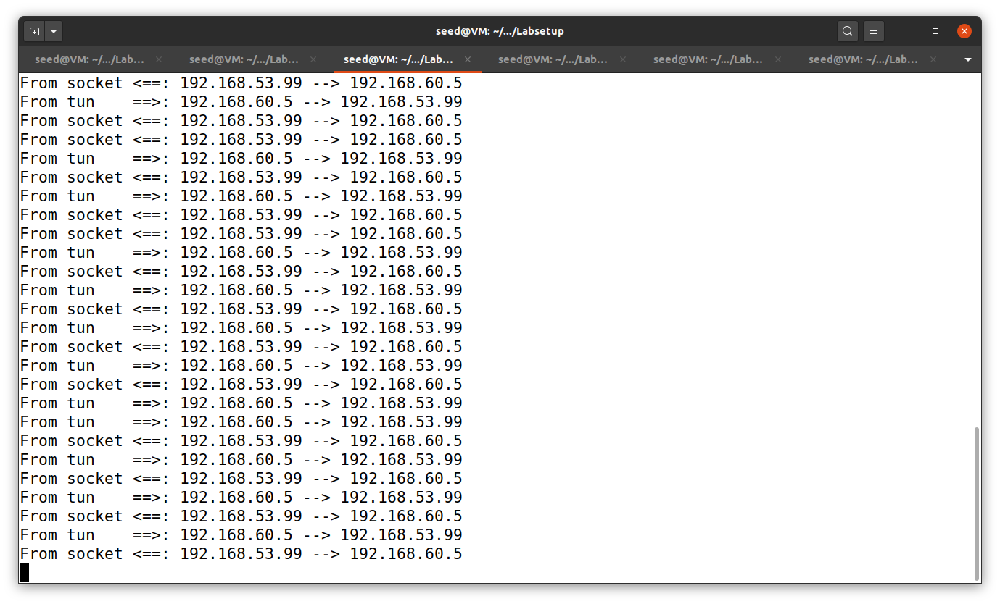 seed@VM: ~/.../Labsetup
seed@VM: ~/.../Lab... seed@VM: ~/.../Lab... seed@VM: ~/.../Lab... seed@VM: ~/.../Lab... seed@VM: ~/.../Lab... seed@VM: ~/.../Lab...
From socket <==: 192.168.53.99 --> 192.168.60.5
From tun    ==>: 192.168.60.5 --> 192.168.53.99
From socket <==: 192.168.53.99 --> 192.168.60.5
From socket <==: 192.168.53.99 --> 192.168.60.5
From tun    ==>: 192.168.60.5 --> 192.168.53.99
From socket <==: 192.168.53.99 --> 192.168.60.5
From tun    ==>: 192.168.60.5 --> 192.168.53.99
From socket <==: 192.168.53.99 --> 192.168.60.5
From socket <==: 192.168.53.99 --> 192.168.60.5
From tun    ==>: 192.168.60.5 --> 192.168.53.99
From socket <==: 192.168.53.99 --> 192.168.60.5
From tun    ==>: 192.168.60.5 --> 192.168.53.99
From socket <==: 192.168.53.99 --> 192.168.60.5
From tun    ==>: 192.168.60.5 --> 192.168.53.99
From socket <==: 192.168.53.99 --> 192.168.60.5
From tun    ==>: 192.168.60.5 --> 192.168.53.99
From socket <==: 192.168.53.99 --> 192.168.60.5
From tun    ==>: 192.168.60.5 --> 192.168.53.99
From tun    ==>: 192.168.60.5 --> 192.168.53.99
From socket <==: 192.168.53.99 --> 192.168.60.5
From tun    ==>: 192.168.60.5 --> 192.168.53.99
From socket <==: 192.168.53.99 --> 192.168.60.5
From tun    ==>: 192.168.60.5 --> 192.168.53.99
From socket <==: 192.168.53.99 --> 192.168.60.5
From tun    ==>: 192.168.60.5 --> 192.168.53.99
From socket <==: 192.168.53.99 --> 192.168.60.5